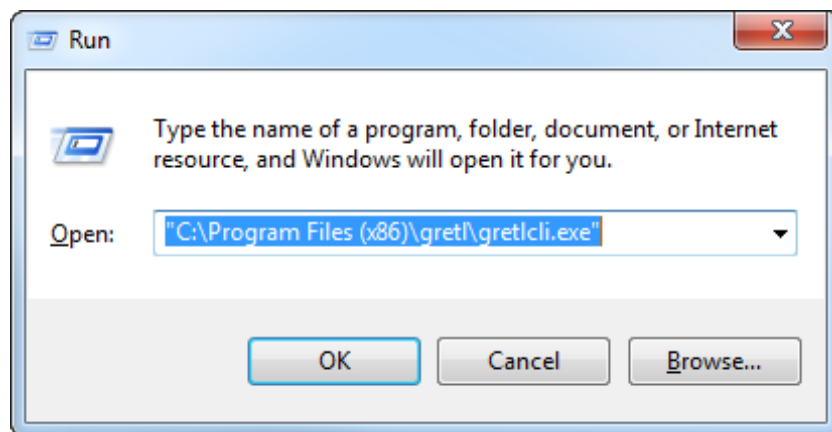 Run
Type the name of a program, folder, document, or Internet
resource, and Windows will open it for you.
Open: "C:\Program Files (x86)\gretl\gretlcli.exe"
OK Cancel Browse...